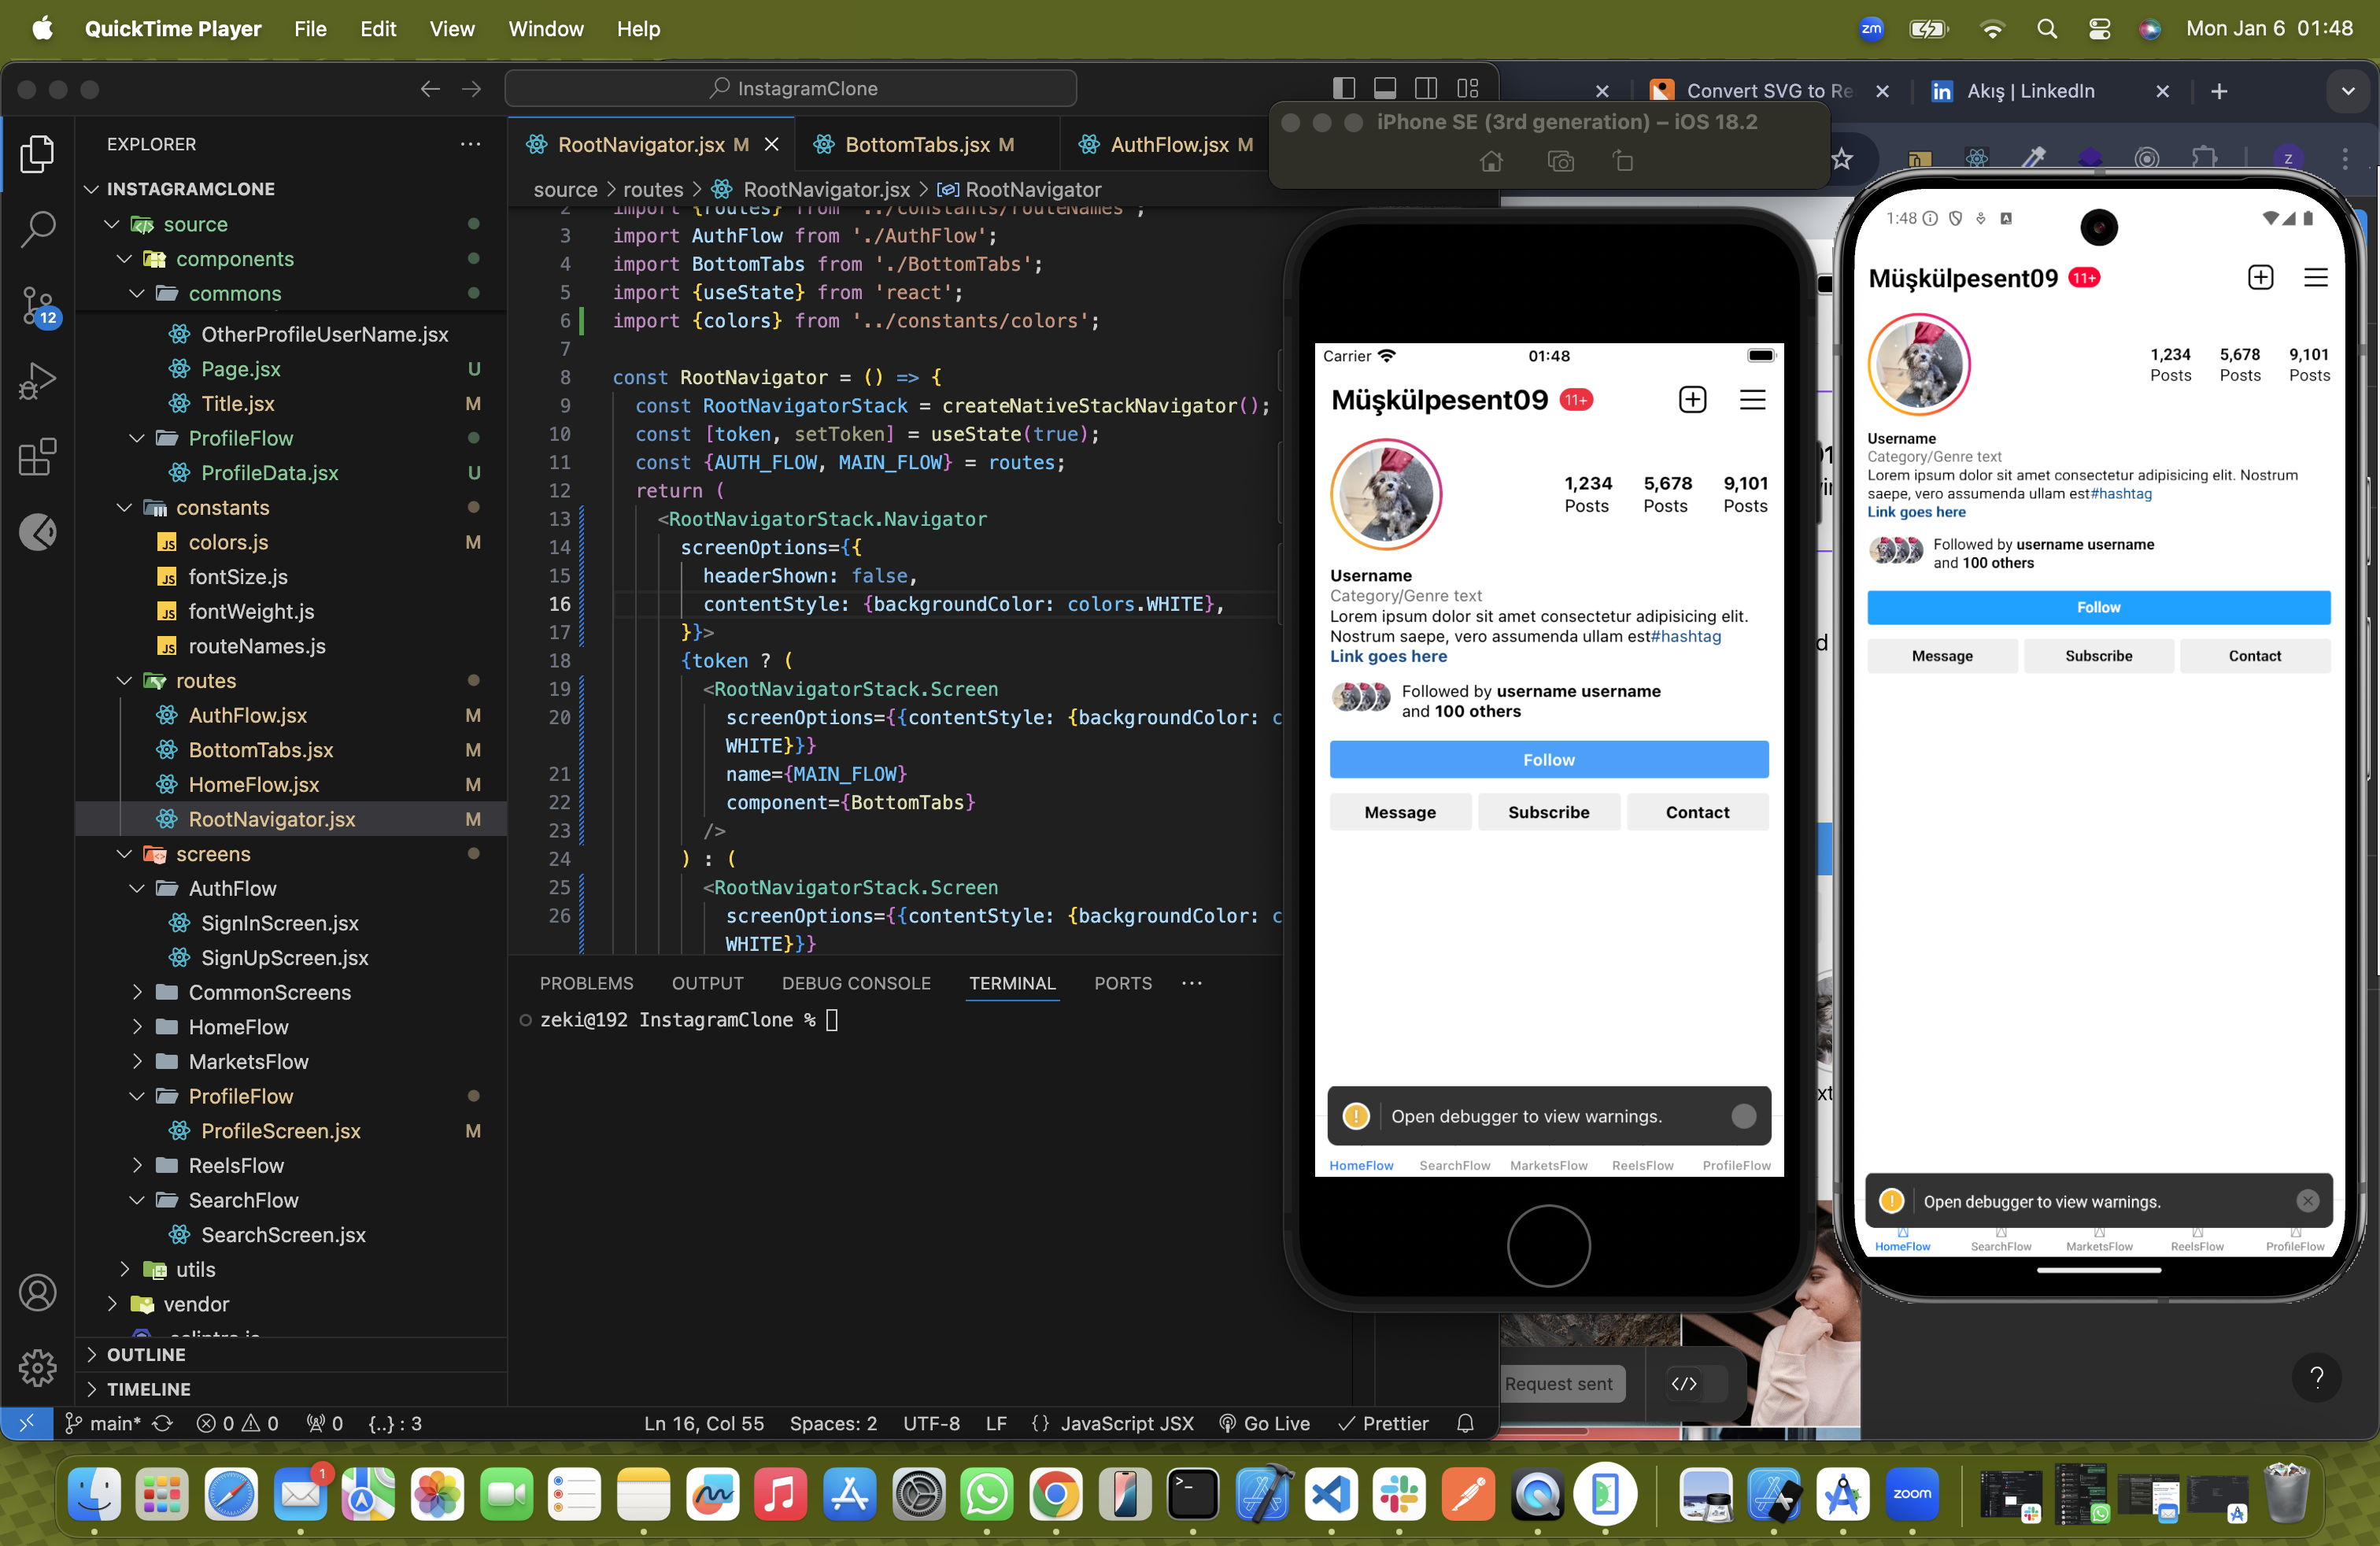 QuickTime Player File Edit View Window Help
zm
Mon Jan 6 01:48
InstagramClone
Convert SVG to Re
Akış | LinkedIn
EXPLORER
INSTAGRAMCLONE
source
components
commons
OtherProfileUserName.jsx
Page.jsx U
Title.jsx M
ProfileFlow
ProfileData.jsx U
constants
colors.js M
fontSize.js
fontWeight.js
routeNames.js
routes
AuthFlow.jsx M
BottomTabs.jsx M
HomeFlow.jsx M
RootNavigator.jsx M
screens
AuthFlow
SignInScreen.jsx
SignUpScreen.jsx
CommonScreens
HomeFlow
MarketsFlow
ProfileFlow
ProfileScreen.jsx M
ReelsFlow
SearchFlow
SearchScreen.jsx
utils
vendor
OUTLINE
TIMELINE
12
RootNavigator.jsx M
BottomTabs.jsx M
AuthFlow.jsx M
source > routes > RootNavigator.jsx > RootNavigator
2 import {routes} from '../constants/routeNames';
3 import AuthFlow from './AuthFlow';
4 import BottomTabs from './BottomTabs';
5 import {useState} from 'react';
6 import {colors} from '../constants/colors';
7
8 const RootNavigator = () => {
9 const RootNavigatorStack = createNativeStackNavigator();
10 const [token, setToken] = useState(true);
11 const {AUTH_FLOW, MAIN_FLOW} = routes;
12 return (
13 <RootNavigatorStack.Navigator
14 screenOptions={{
15 headerShown: false,
16 contentStyle: {backgroundColor: colors.WHITE},
17 }}>
18 {token ? (
19 <RootNavigatorStack.Screen
20 screenOptions={{contentStyle: {backgroundColor: c
WHITE}}}
21 name={MAIN_FLOW}
22 component={BottomTabs}
23 />
24 ) : (
25 <RootNavigatorStack.Screen
26 screenOptions={{contentStyle: {backgroundColor: c
WHITE}}}
PROBLEMS OUTPUT DEBUG CONSOLE TERMINAL PORTS
zeki@192 InstagramClone %
main* 0 0 0 {..} : 3
Ln 16, Col 55 Spaces: 2 UTF-8 LF {} JavaScript JSX Go Live Prettier
iPhone SE (3rd generation) – iOS 18.2
Carrier 01:48
Müşkülpesent09 11+
1,234 5,678 9,101
Posts Posts Posts
Username
Category/Genre text
Lorem ipsum dolor sit amet consectetur adipisicing elit.
Nostrum saepe, vero assumenda ullam est#hashtag
Link goes here
Followed by username username
and 100 others
Follow
Message Subscribe Contact
Open debugger to view warnings.
HomeFlow SearchFlow MarketsFlow ReelsFlow ProfileFlow
1:48
Müşkülpesent09 11+
1,234 5,678 9,101
Posts Posts Posts
Username
Category/Genre text
Lorem ipsum dolor sit amet consectetur adipisicing elit. Nostrum
saepe, vero assumenda ullam est#hashtag
Link goes here
Followed by username username
and 100 others
Follow
Message Subscribe Contact
Open debugger to view warnings.
HomeFlow SearchFlow MarketsFlow ReelsFlow ProfileFlow
Request sent
</>
?
z
1
zoom